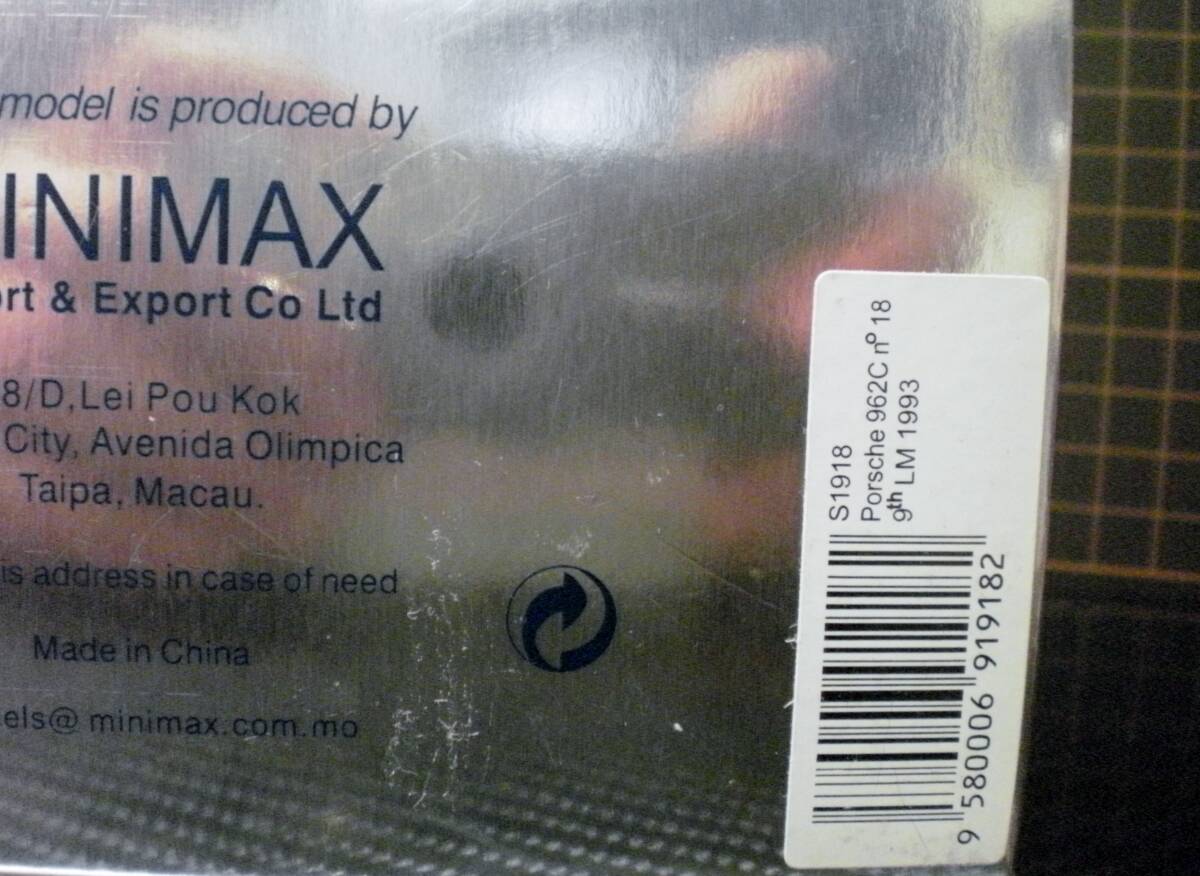 model is produced by
INIMAX
rt & Export Co Ltd
8/D,Lei Pou Kok
City, Avenida Olimpica
Taipa, Macau.
is address in case of need
Made in China
els@ minimax.com.mo
S1918
Porsche 962C nº 18
9th LM 1993
9 580006 919182